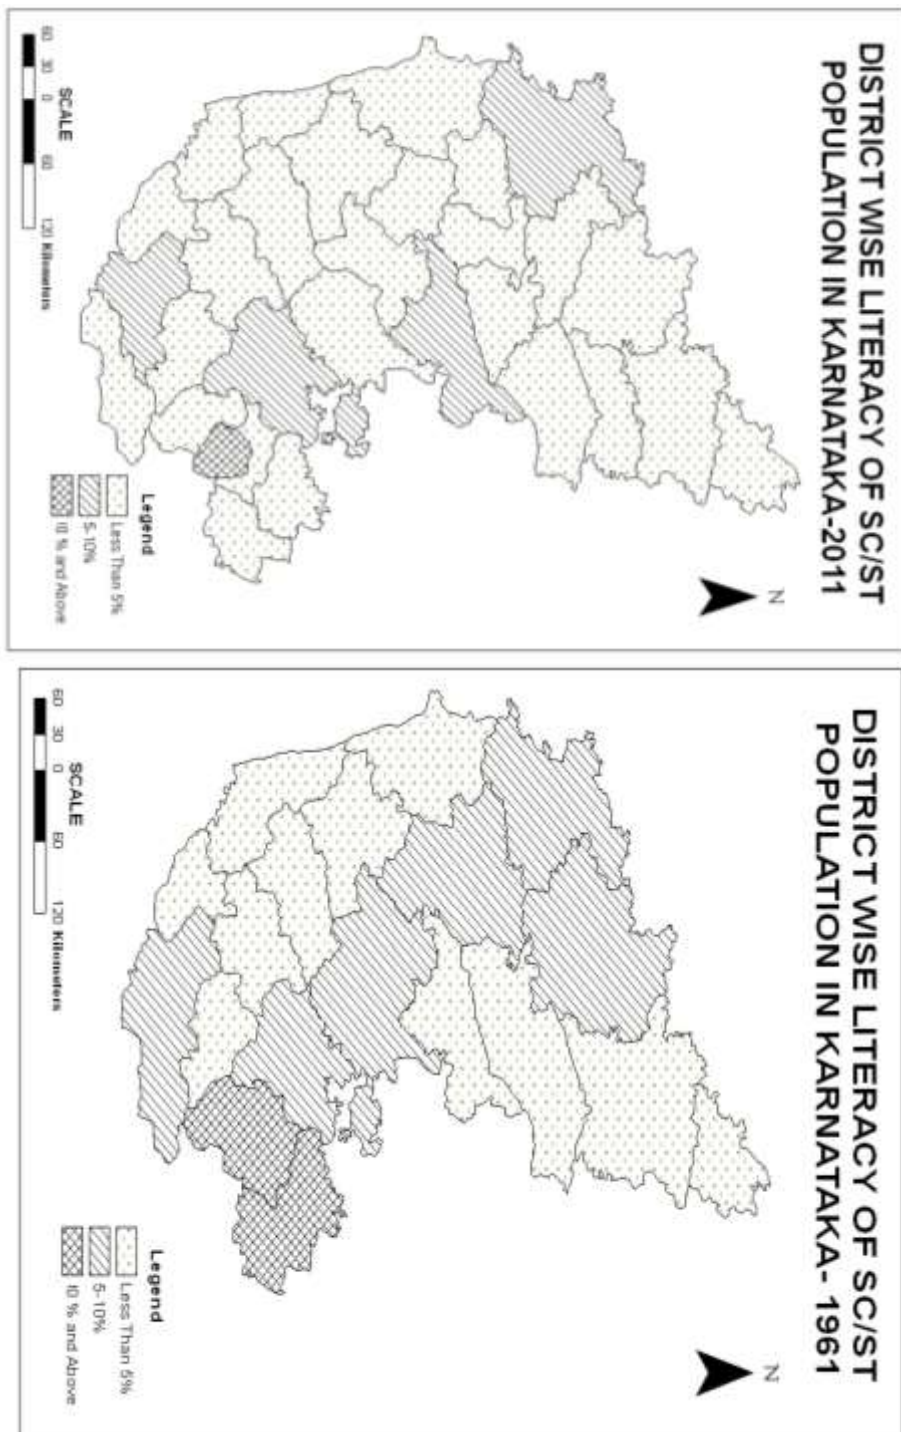 DISTRICT WISE LITERACY OF SC/ST
POPULATION IN KARNATAKA-2011
N
Legend
Less Than 5%
5-10%
10 % and Above
SCALE
60 30 0 60 120 Kilometers
DISTRICT WISE LITERACY OF SC/ST
POPULATION IN KARNATAKA- 1961
N
Legend
Less Than 5%
5-10%
10 % and Above
SCALE
60 30 0 60 120 Kilometers